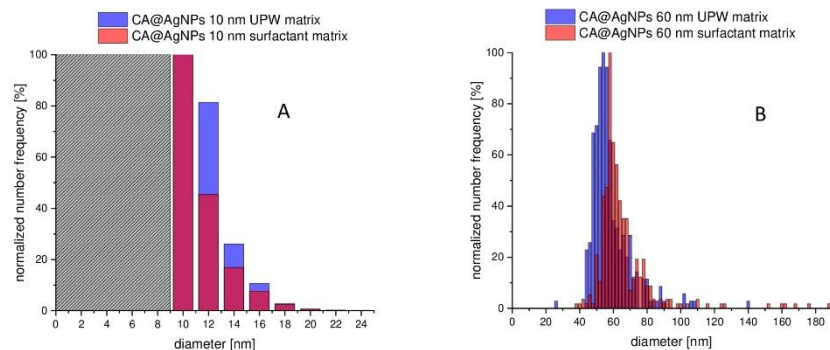 CA@AgNPs 10 nm UPW matrix
CA@AgNPs 10 nm surfactant matrix
A
normalized number frequency [%]
100
80
60
40
20
0
0 2 4 6 8 10 12 14 16 18 20 22 24
diameter [nm]
CA@AgNPs 60 nm UPW matrix
CA@AgNPs 60 nm surfactant matrix
B
normalized number frequency [%]
100
80
60
40
20
0
0 20 40 60 80 100 120 140 160 180
diameter [nm]